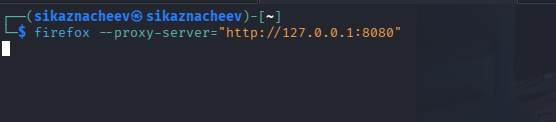 ┌──(sikaznacheev㉿sikaznacheev)-[~]
└─$ firefox --proxy-server="http://127.0.0.1:8080"